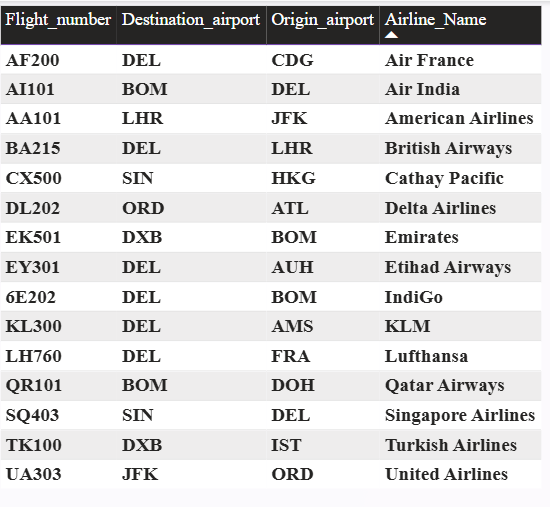 Flight_number Destination_airport Origin_airport Airline_Name
AF200 DEL CDG Air France
AI101 BOM DEL Air India
AA101 LHR JFK American Airlines
BA215 DEL LHR British Airways
CX500 SIN HKG Cathay Pacific
DL202 ORD ATL Delta Airlines
EK501 DXB BOM Emirates
EY301 DEL AUH Etihad Airways
6E202 DEL BOM IndiGo
KL300 DEL AMS KLM
LH760 DEL FRA Lufthansa
QR101 BOM DOH Qatar Airways
SQ403 SIN DEL Singapore Airlines
TK100 DXB IST Turkish Airlines
UA303 JFK ORD United Airlines